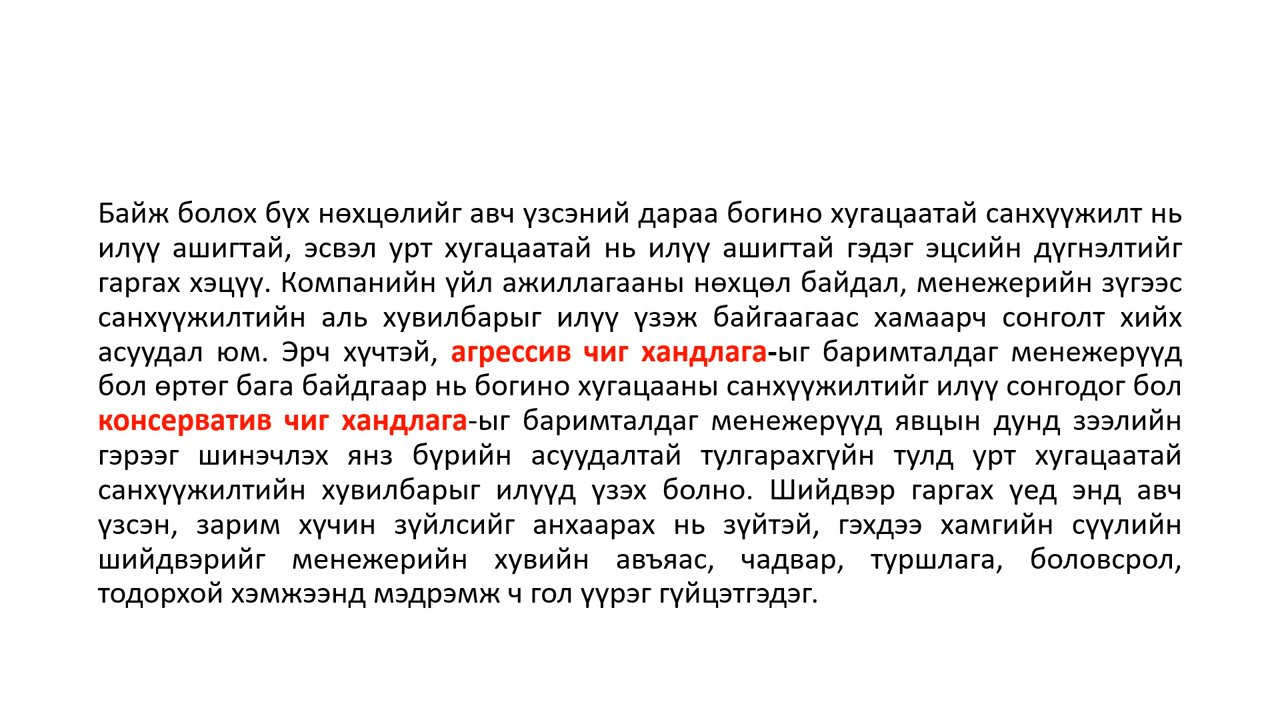 Байж болох бүх нөхцөлийг авч үзсэний дараа богино хугацаатай санхүүжилт нь
илүү ашигтай, эсвэл урт хугацаатай нь илүү ашигтай гэдэг эцсийн дүгнэлтийг
гаргах хэцүү. Компанийн үйл ажиллагааны нөхцөл байдал, менежерийн зүгээс
санхүүжилтийн аль хувилбарыг илүү үзэж байгаагаас хамаарч сонголт хийх
асуудал юм. Эрч хүчтэй, агрессив чиг хандлага-ыг баримталдаг менежерүүд
бол өртөг бага байдгаар нь богино хугацааны санхүүжилтийг илүү сонгодог бол
консерватив чиг хандлага-ыг баримталдаг менежерүүд явцын дунд зээлийн
гэрээг шинэчлэх янз бүрийн асуудалтай тулгарахгүйн тулд урт хугацаатай
санхүүжилтийн хувилбарыг илүүд үзэх болно. Шийдвэр гаргах үед энд авч
үзсэн, зарим хүчин зүйлсийг анхаарах нь зүйтэй, гэхдээ хамгийн сүүлийн
шийдвэрийг менежерийн хувийн авъяас, чадвар, туршлага, боловсрол,
тодорхой хэмжээнд мэдрэмж ч гол үүрэг гүйцэтгэдэг.